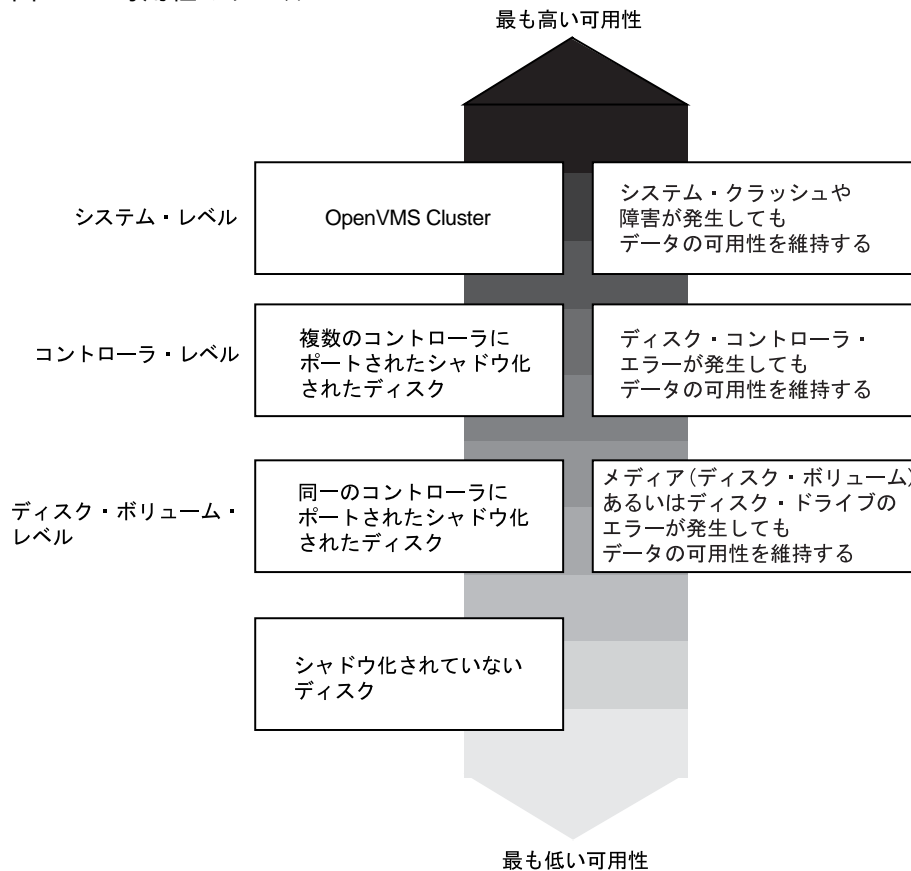 最も高い可用性
システム・レベル
OpenVMS Cluster
システム・クラッシュや
障害が発生しても
データの可用性を維持する
コントローラ・レベル
複数のコントローラに
ポートされたシャドウ化
されたディスク
ディスク・コントローラ・
エラーが発生しても
データの可用性を維持する
ディスク・ボリューム・
レベル
同一のコントローラに
ポートされたシャドウ化
されたディスク
メディア(ディスク・ボリューム)
あるいはディスク・ドライブの
エラーが発生しても
データの可用性を維持する
シャドウ化されていない
ディスク
最も低い可用性